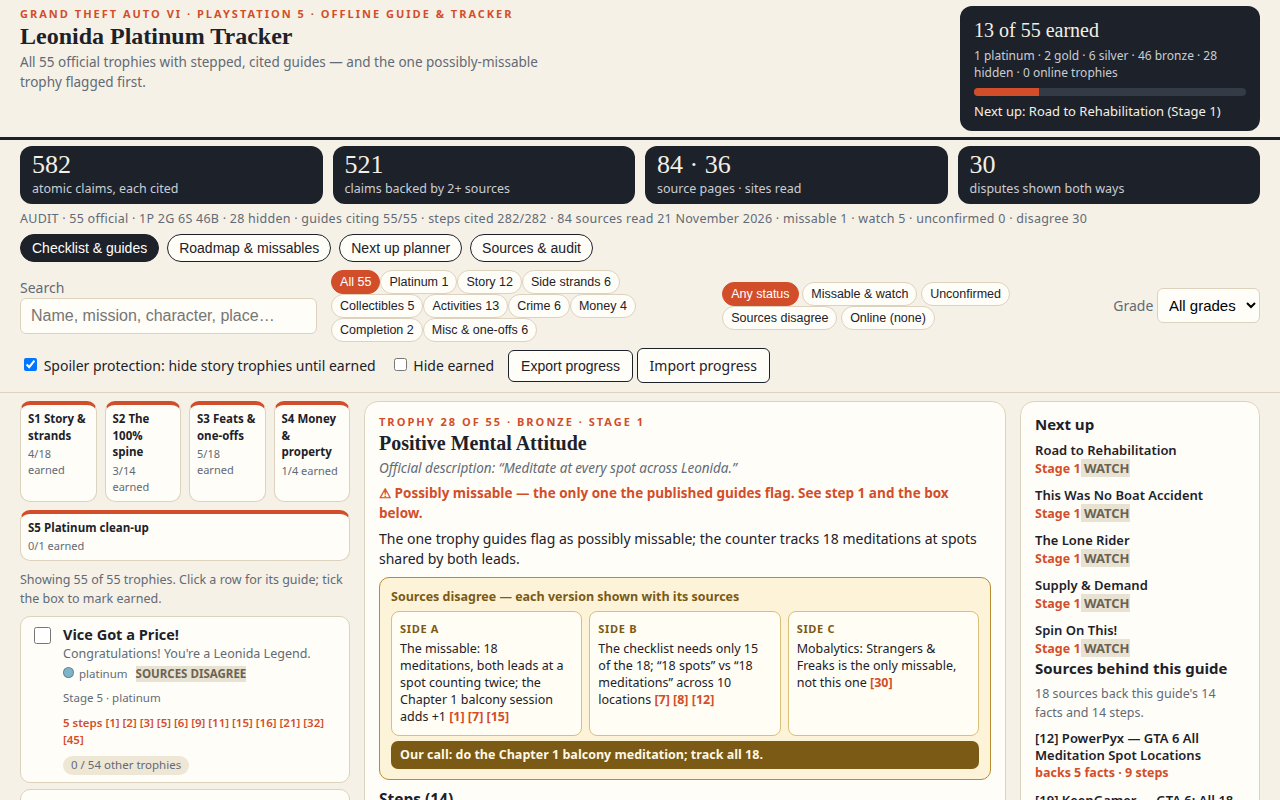 GRAND THEFT AUTO VI · PLAYSTATION 5 · OFFLINE GUIDE & TRACKER
Leonida Platinum Tracker
All 55 official trophies with stepped, cited guides — and the one possibly-missable
trophy flagged first.
13 of 55 earned
1 platinum · 2 gold · 6 silver · 46 bronze · 28
hidden · 0 online trophies
Next up: Road to Rehabilitation (Stage 1)
582
atomic claims, each cited
521
claims backed by 2+ sources
84 · 36
source pages · sites read
30
disputes shown both ways
AUDIT · 55 official · 1P 2G 6S 46B · 28 hidden · guides citing 55/55 · steps cited 282/282 · 84 sources read 21 November 2026 · missable 1 · watch 5 · unconfirmed 0 · disagree 30
Checklist & guides
Roadmap & missables
Next up planner
Sources & audit
Search
Name, mission, character, place…
All 55
Platinum 1
Story 12
Side strands 6
Collectibles 5
Activities 13
Crime 6
Money 4
Completion 2
Misc & one-offs 6
Any status
Missable & watch
Unconfirmed
Sources disagree
Online (none)
Grade
All grades
Spoiler protection: hide story trophies until earned
Hide earned
Export progress
Import progress
S1 Story &
strands
4/18
earned
S2 The
100%
spine
3/14
earned
S3 Feats &
one-offs
5/18
earned
S4 Money
&
property
1/4 earned
S5 Platinum clean-up
0/1 earned
Showing 55 of 55 trophies. Click a row for its guide; tick
the box to mark earned.
Vice Got a Price!
Congratulations! You're a Leonida Legend.
platinum SOURCES DISAGREE
Stage 5 · platinum
5 steps [1] [2] [3] [5] [6] [9] [11] [15] [16] [21] [32]
[45]
0 / 54 other trophies
TROPHY 28 OF 55 · BRONZE · STAGE 1
Positive Mental Attitude
Official description: “Meditate at every spot across Leonida.”
⚠ Possibly missable — the only one the published guides flag. See step 1 and the box
below.
The one trophy guides flag as possibly missable; the counter tracks 18 meditations at spots
shared by both leads.
Sources disagree — each version shown with its sources
SIDE A
The missable: 18
meditations, both leads at a
spot counting twice; the
Chapter 1 balcony session
adds +1 [1] [7] [15]
SIDE B
The checklist needs only 15
of the 18; “18 spots” vs “18
meditations” across 10
locations [7] [8] [12]
SIDE C
Mobalytics: Strangers &
Freaks is the only missable,
not this one [30]
Our call: do the Chapter 1 balcony meditation; track all 18.
Steps (14)
Next up
Road to Rehabilitation
Stage 1 WATCH
This Was No Boat Accident
Stage 1 WATCH
The Lone Rider
Stage 1 WATCH
Supply & Demand
Stage 1 WATCH
Spin On This!
Stage 1 WATCH
Sources behind this guide
18 sources back this guide's 14
facts and 14 steps.
[12] PowerPyx — GTA 6 All
Meditation Spot Locations
backs 5 facts · 9 steps
[19] KeenGamer — GTA 6: All 18